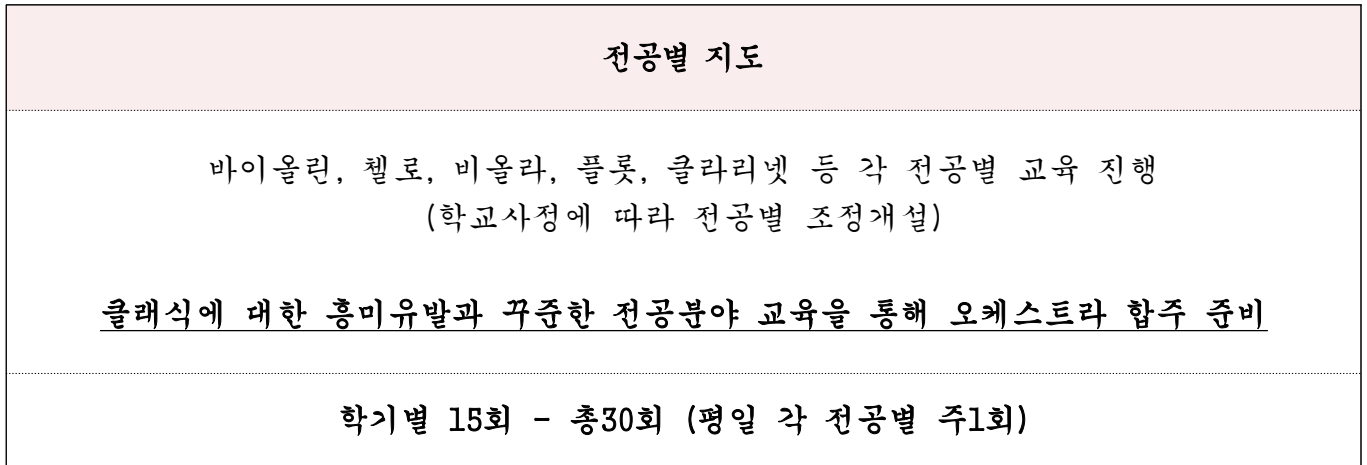 전공별 지도
바이올린, 첼로, 비올라, 플룻, 클라리넷 등 각 전공별 교육 진행
(학교사정에 따라 전공별 조정개설)
클래식에 대한 흥미유발과 꾸준한 전공분야 교육을 통해 오케스트라 합주 준비
학기별 15회 - 총30회 (평일 각 전공별 주1회)